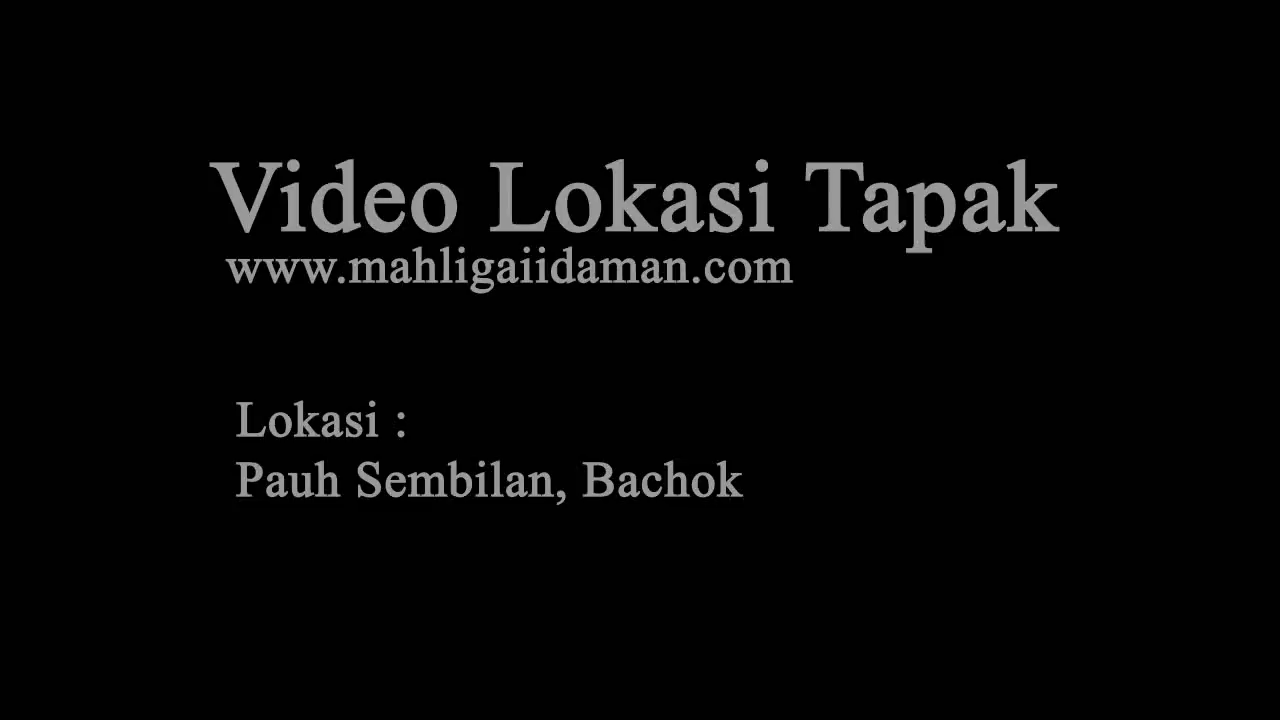 Video Lokasi Tapak
www.mahligaiidaman.com
Lokasi :
Pauh Sembilan, Bachok